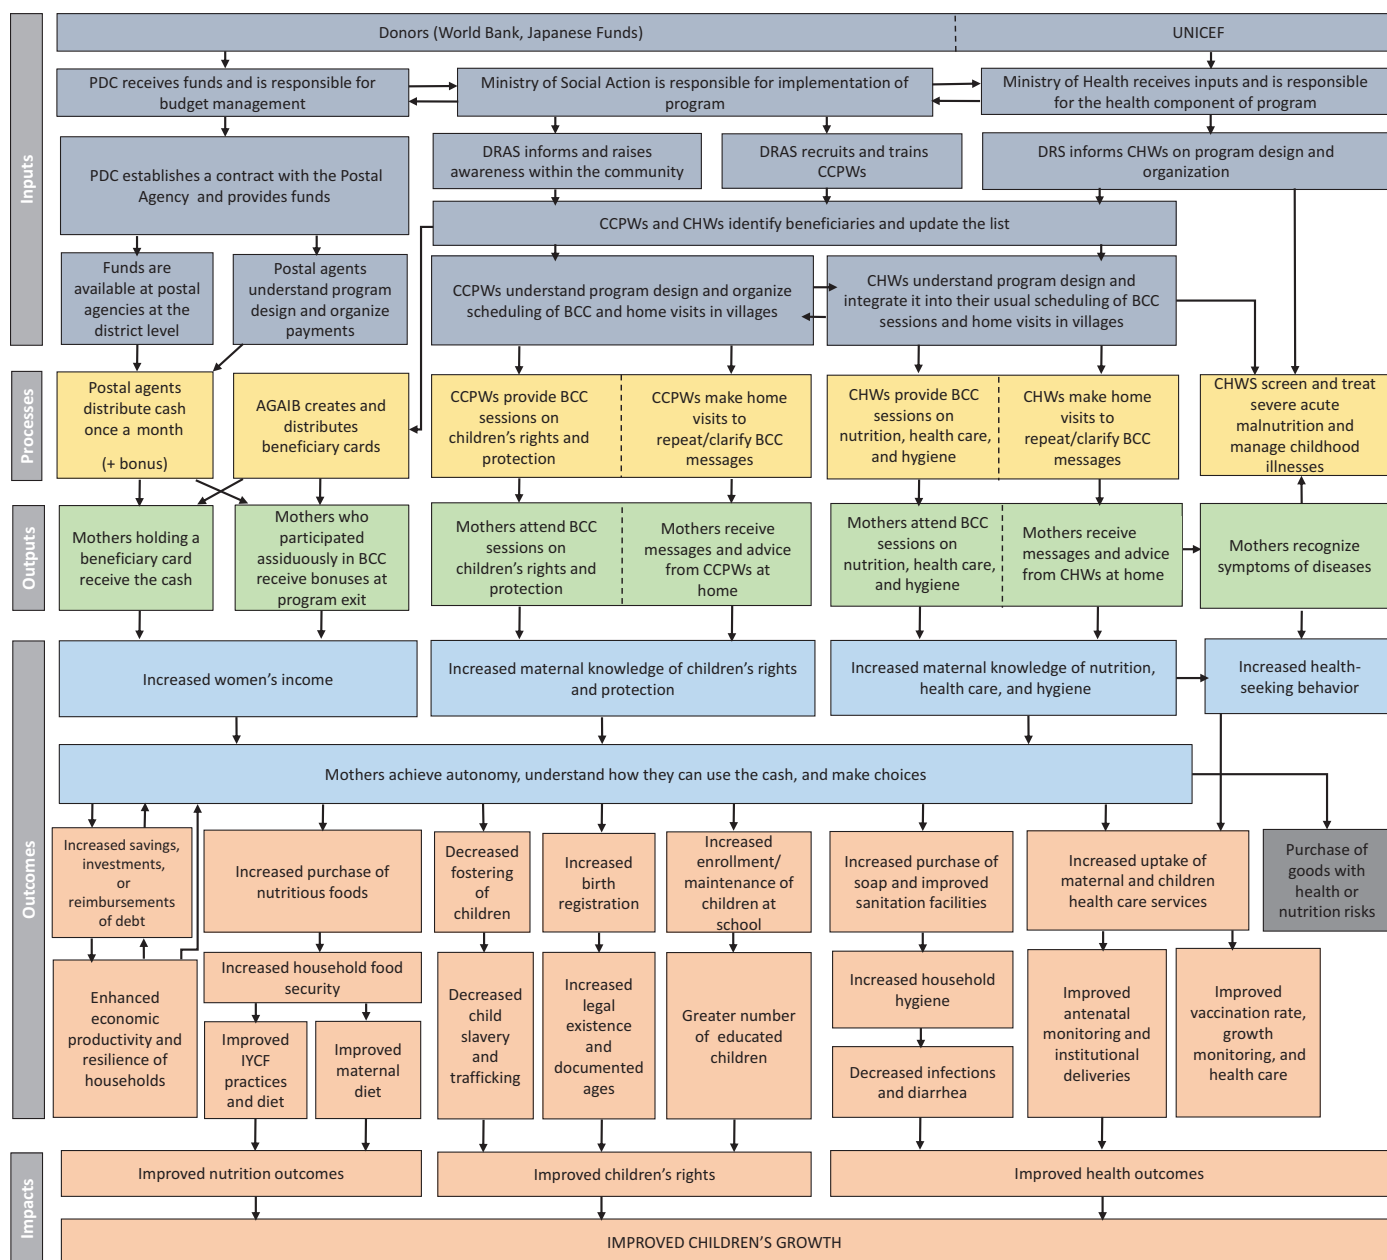 Inputs
Donors (World Bank, Japanese Funds)
UNICEF
PDC receives funds and is responsible for
budget management
Ministry of Social Action is responsible for implementation of
program
Ministry of Health receives inputs and is responsible
for the health component of program
PDC establishes a contract with the Postal
Agency and provides funds
DRAS informs and raises
awareness within the community
DRAS recruits and trains
CCPWs
DRS informs CHWs on program design and
organization
CCPWs and CHWs identify beneficiaries and update the list
Funds are
available at postal
agencies at the
district level
Postal agents
understand program
design and organize
payments
CCPWs understand program design and organize
scheduling of BCC and home visits in villages
CHWs understand program design and
integrate it into their usual scheduling of BCC
sessions and home visits in villages
Processes
Postal agents
distribute cash
once a month
(+ bonus)
AGAIB creates and
distributes
beneficiary cards
CCPWs provide BCC
sessions on
children's rights and
protection
CCPWs make home
visits to
repeat/clarify BCC
messages
CHWs provide BCC
sessions on
nutrition, health care,
and hygiene
CHWs make home
visits to
repeat/clarify BCC
messages
CHWS screen and treat
severe acute
malnutrition and
manage childhood
illnesses
Outputs
Mothers holding a
beneficiary card
receive the cash
Mothers who
participated
assiduously in BCC
receive bonuses at
program exit
Mothers attend BCC
sessions on
children's rights and
protection
Mothers receive
messages and advice
from CCPWs at
home
Mothers attend BCC
sessions on
nutrition, health care,
and hygiene
Mothers receive
messages and advice
from CHWs at home
Mothers recognize
symptoms of diseases
Outcomes
Increased women's income
Increased maternal knowledge of children's rights
and protection
Increased maternal knowledge of nutrition,
health care, and hygiene
Increased health-
seeking behavior
Mothers achieve autonomy, understand how they can use the cash, and make choices
Increased savings,
investments,
or
reimbursements
of debt
Increased purchase of
nutritious foods
Decreased
fostering
of
children
Increased
birth
registration
Increased
enrollment/
maintenance of
children at
school
Increased purchase of
soap and improved
sanitation facilities
Increased uptake of
maternal and children
health care services
Purchase of
goods with
health or
nutrition risks
Enhanced
economic
productivity and
resilience of
households
Increased household food
security
Improved
IYCF
practices
and diet
Improved
maternal
diet
Decreased
child
slavery
and
trafficking
Increased
legal
existence
and
documented
ages
Greater number
of educated
children
Increased household
hygiene
Decreased infections
and diarrhea
Improved
antenatal
monitoring and
institutional
deliveries
Improved
vaccination rate,
growth
monitoring, and
health care
Impacts
Improved nutrition outcomes
Improved children's rights
Improved health outcomes
IMPROVED CHILDREN'S GROWTH